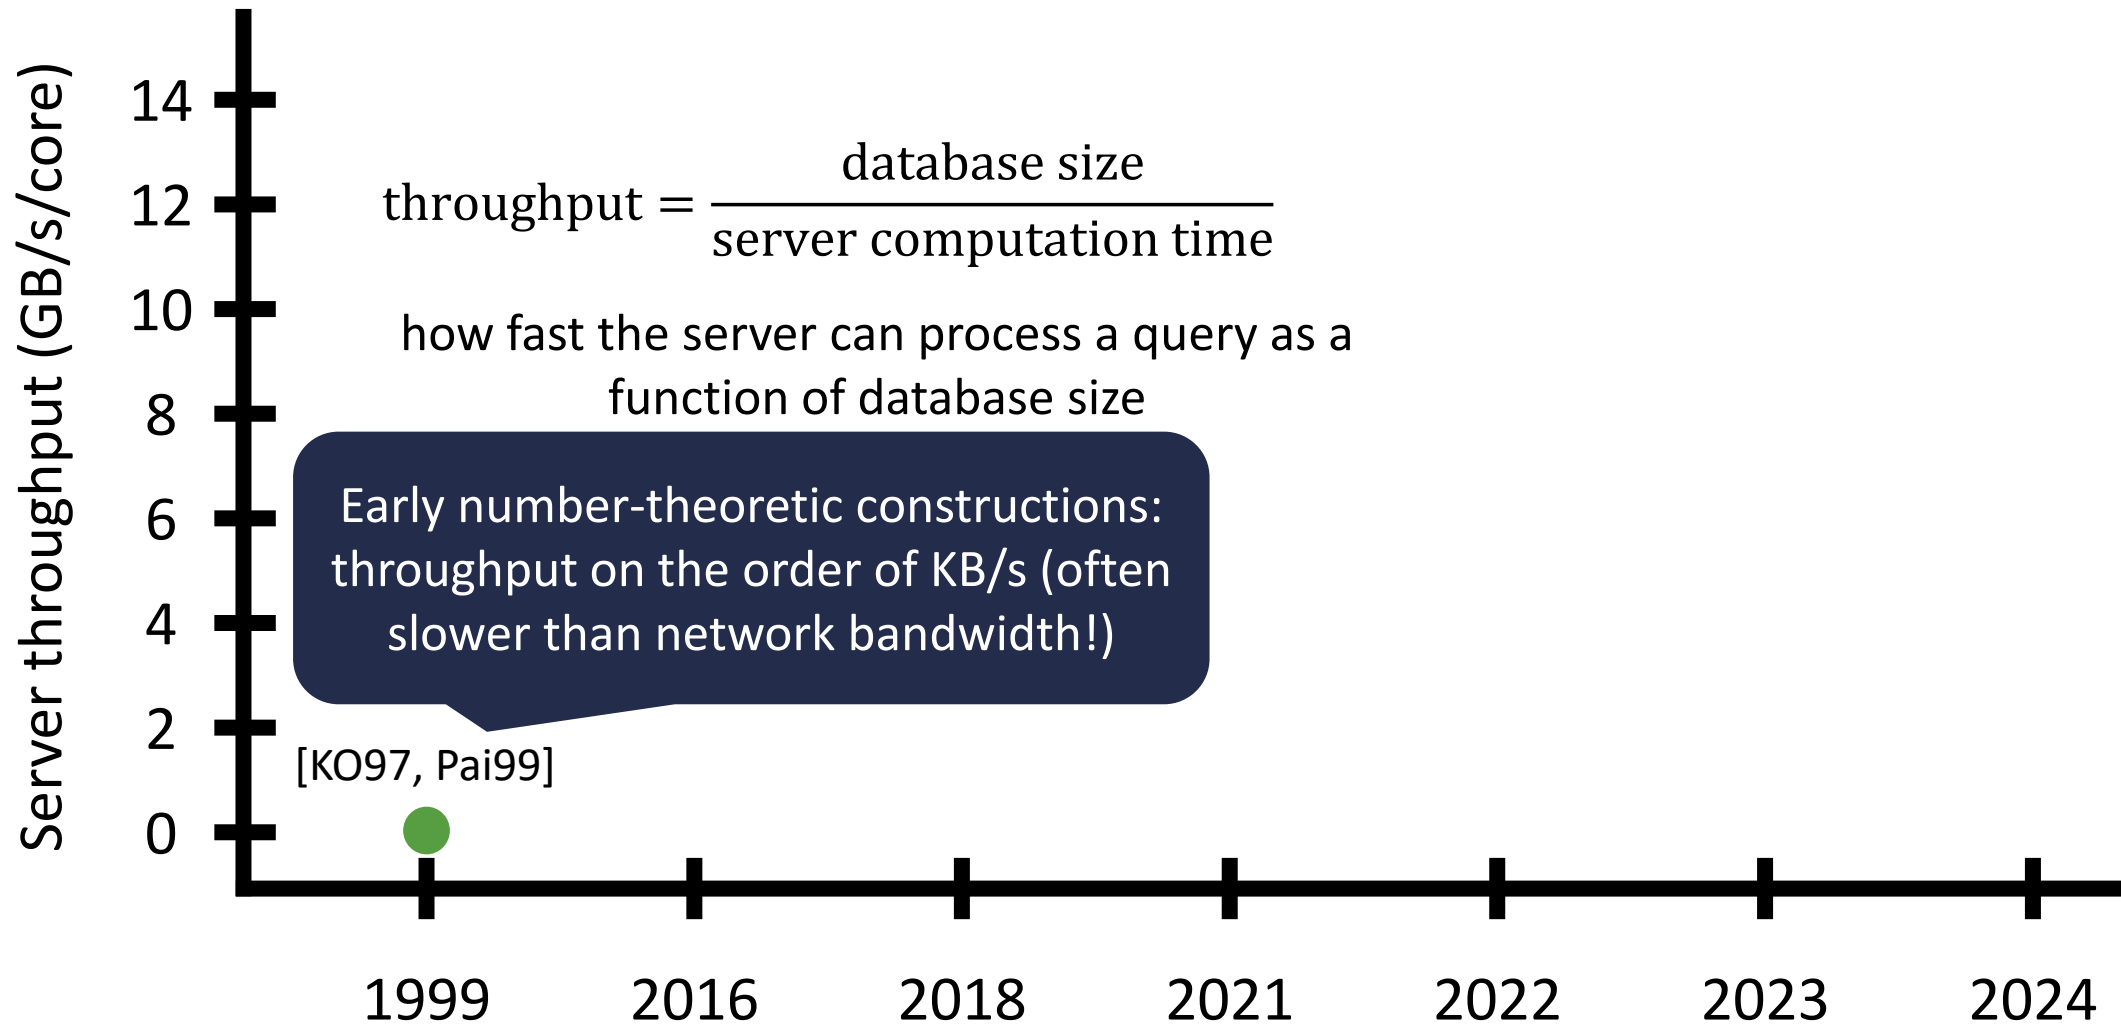 Server throughput (GB/s/core)
14
12
10
8
6
4
2
0
throughput = database size / server computation time
how fast the server can process a query as a
function of database size
Early number-theoretic constructions:
throughput on the order of KB/s (often
slower than network bandwidth!)
[KO97, Pai99]
1999 2016 2018 2021 2022 2023 2024